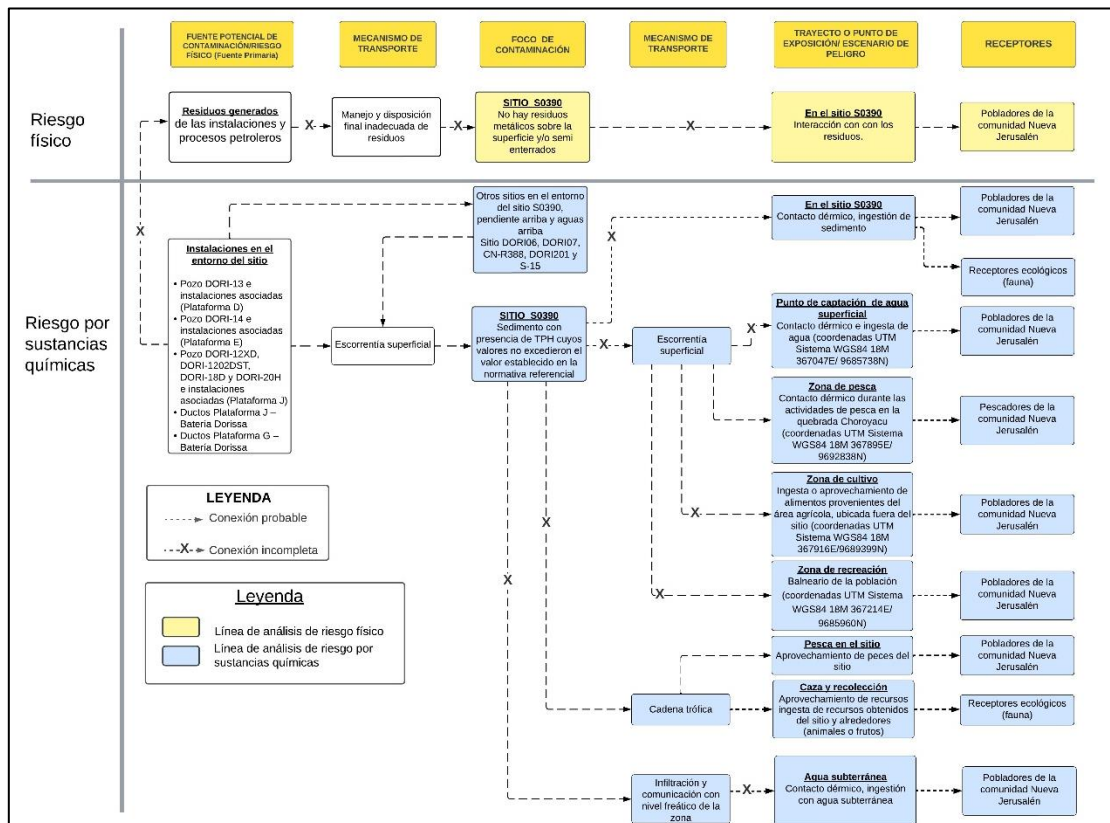 FUENTE POTENCIAL DE
CONTAMINACIÓN/RIESGO
FÍSICO (Fuente Primaria)
MECANISMO DE
TRANSPORTE
FOCO DE
CONTAMINACIÓN
MECANISMO DE
TRANSPORTE
TRAYECTO O PUNTO DE
EXPOSICIÓN/ ESCENARIO DE
PELIGRO
RECEPTORES
Riesgo
físico
Residuos generados
de las instalaciones y
procesos petroleros
X
Manejo y disposición
final inadecuada de
residuos
X
SITIO S0390
No hay residuos
metálicos sobre la
superficie y/o semi
enterrados
X
En el sitio S0390
Interacción con con los
residuos.
Pobladores de la
comunidad Nueva
Jerusalén
X
Riesgo por
sustancias
químicas
Instalaciones en el
entorno del sitio
• Pozo DORI-13 e
instalaciones asociadas
(Plataforma D)
• Pozo DORI-14 e
instalaciones asociadas
(Plataforma E)
• Pozo DORI-12XD,
DORI-1202DST,
DORI-18D y DORI-20H
e instalaciones
asociadas (Plataforma J)
• Ductos Plataforma J –
Batería Dorissa
• Ductos Plataforma G –
Batería Dorissa
Escorrentía superficial
Otros sitios en el entorno
del sitio S0390,
pendiente arriba y aguas
arriba
Sitio DORI06, DORI07,
CN-R388, DORI201 y
S-15
SITIO S0390
Sedimento con
presencia de TPH cuyos
valores no excedieron el
valor establecido en la
normativa referencial
X
X
X
X
Escorrentía superficial
X
X
X
Cadena trófica
Infiltración y
comunicación con
nivel freático de la
zona
X
En el sitio S0390
Contacto dérmico, ingestión de
sedimento
Pobladores de la
comunidad Nueva
Jerusalén
Receptores ecológicos
(fauna)
Punto de captación de agua
superficial
Contacto dérmico e ingesta de
agua (coordenadas UTM
Sistema WGS84 18M
367047E/ 9685738N)
Pobladores de la
comunidad Nueva
Jerusalén
Zona de pesca
Contacto dérmico durante las
actividades de pesca en la
quebrada Choroyacu
(coordenadas UTM Sistema
WGS84 18M 367895E/
9692838N)
Pescadores de la
comunidad Nueva
Jerusalén
Zona de cultivo
Ingesta o aprovechamiento de
alimentos provenientes del
área agrícola, ubicada fuera del
sitio (coordenadas UTM
Sistema WGS84 18M
367916E/9689399N)
Pobladores de la
comunidad Nueva
Jerusalén
Zona de recreación
Balneario de la población
(coordenadas UTM Sistema
WGS84 18M 367214E/
9685960N)
Pobladores de la
comunidad Nueva
Jerusalén
Pesca en el sitio
Aprovechamiento de peces del
sitio
Pobladores de la
comunidad Nueva
Jerusalén
Caza y recolección
Aprovechamiento de recursos
ingesta de recursos obtenidos
del sitio y alrededores
(animales o frutos)
Receptores ecológicos
(fauna)
Agua subterránea
Contacto dérmico, ingestión
con agua subterránea
Pobladores de la
comunidad Nueva
Jerusalén
LEYENDA
Conexión probable
X Conexión incompleta
Leyenda
Línea de análisis de riesgo físico
Línea de análisis de riesgo por
sustancias químicas